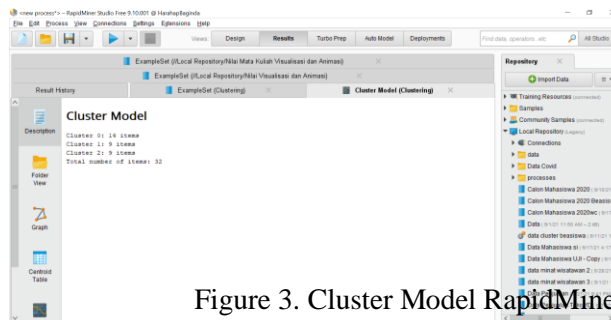 <new process*> – RapidMiner Studio Free 9.10.001 @ HarahapBaginda
File Edit Process View Connections Settings Extensions Help
Views: Design Results Turbo Prep Auto Model Deployments
Find data, operators...etc
All Studio
ExampleSet (//Local Repository/Nilai Mata Kuliah Visualisasi dan Animasi)
ExampleSet (//Local Repository/Nilai Visualisasi dan Animasi)
Result History
ExampleSet (Clustering)
Cluster Model (Clustering)
Description
Folder View
Graph
Centroid Table
Cluster Model
Cluster 0: 14 items
Cluster 1: 9 items
Cluster 2: 9 items
Total number of items: 32
Repository
Import Data
Training Resources (connected)
Samples
Community Samples (connected)
Local Repository (Legacy)
Connections
data
Data Covid
processes
Calon Mahasiswa 2020
Calon Mahasiswa 2020 Beasis
Calon Mahasiswa 2020wc
Data
data cluster beasiswa
Data Mahasiswa si
Data Mahasiswa UJI - Copy
data minat wisatawan 2
data minat wisatawan 3
Figure 3. Cluster Model RapidMine